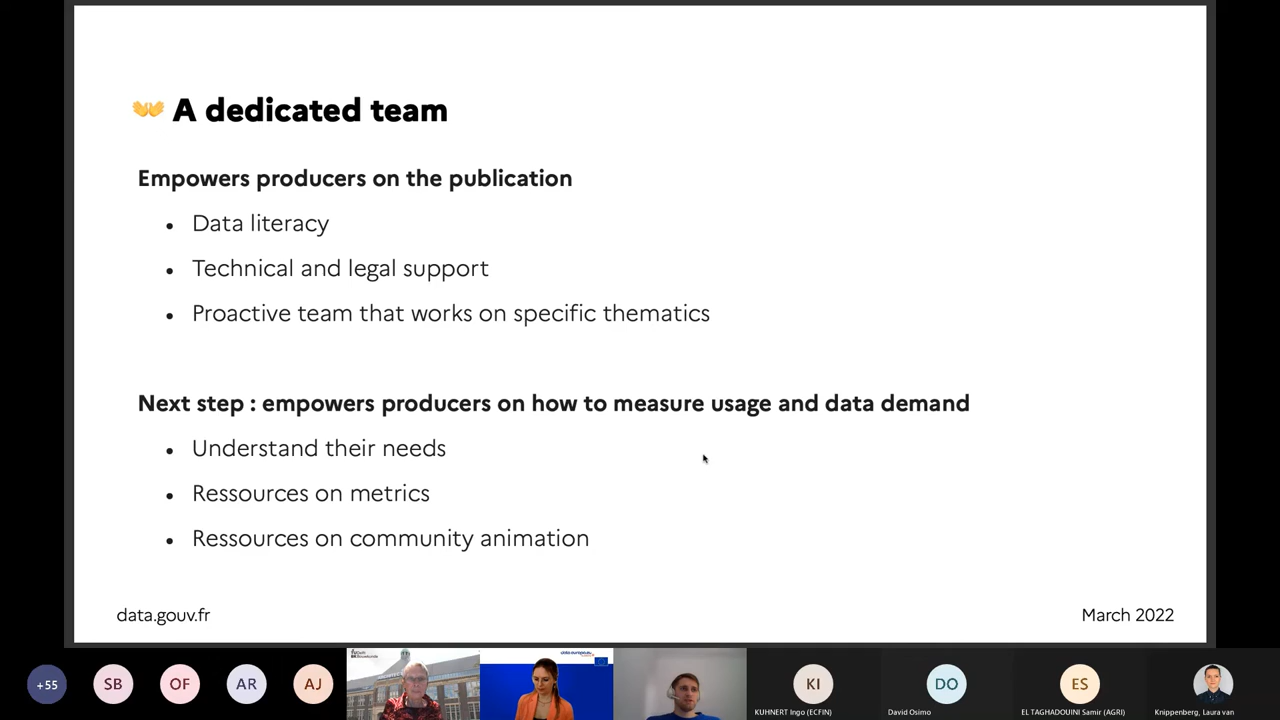 A dedicated team
Empowers producers on the publication
• Data literacy
• Technical and legal support
• Proactive team that works on specific thematics
Next step : empowers producers on how to measure usage and data demand
• Understand their needs
• Ressources on metrics
• Ressources on community animation
data.gouv.fr
March 2022
+55
SB
OF
AR
AJ
data.europa.eu
KI
DO
ES
KUHNERT Ingo (ECFIN)
David Osimo
EL TAGHADOUINI Samir (AGRI)
Knippenberg, Laura van